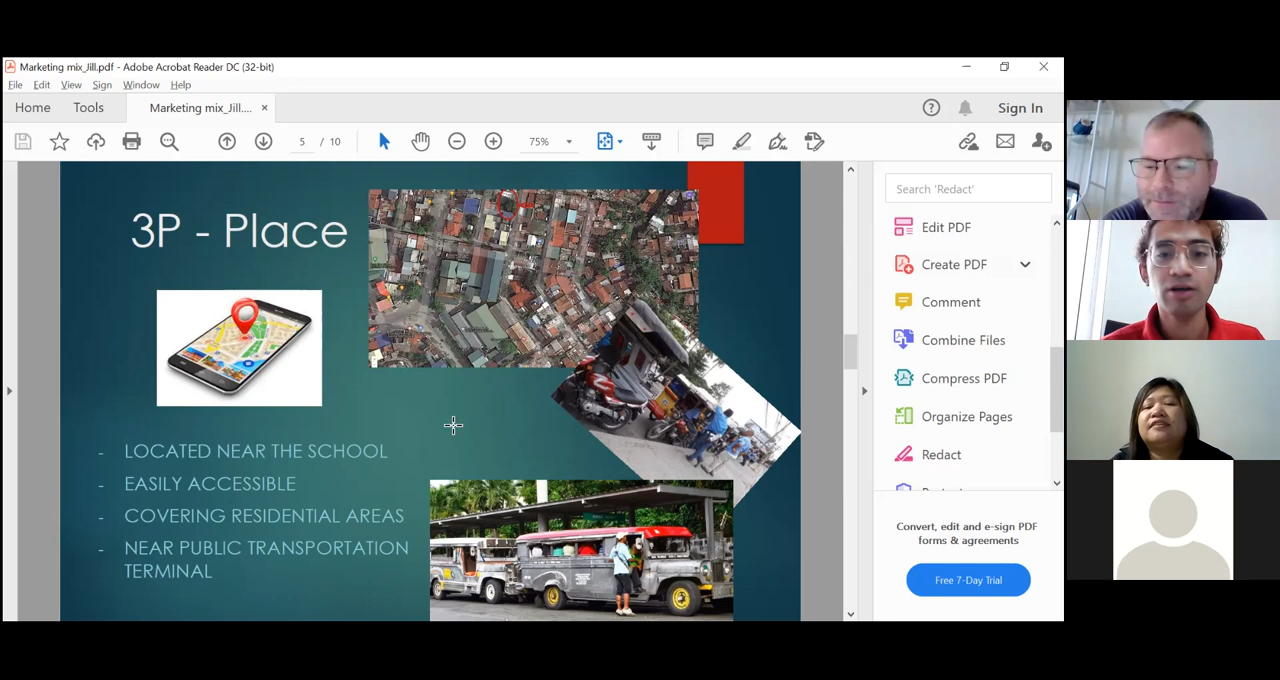 Marketing mix_Jill.pdf - Adobe Acrobat Reader DC (32-bit)
File Edit View Sign Window Help
Home Tools Marketing mix_Jill.... × Sign In
5 / 10 75%
Search 'Redact'
3P - Place
Edit PDF
Create PDF
Comment
Combine Files
Compress PDF
Organize Pages
Redact
- LOCATED NEAR THE SCHOOL
- EASILY ACCESSIBLE
- COVERING RESIDENTIAL AREAS
- NEAR PUBLIC TRANSPORTATION
TERMINAL
Convert, edit and e-sign PDF
forms & agreements
Free 7-Day Trial